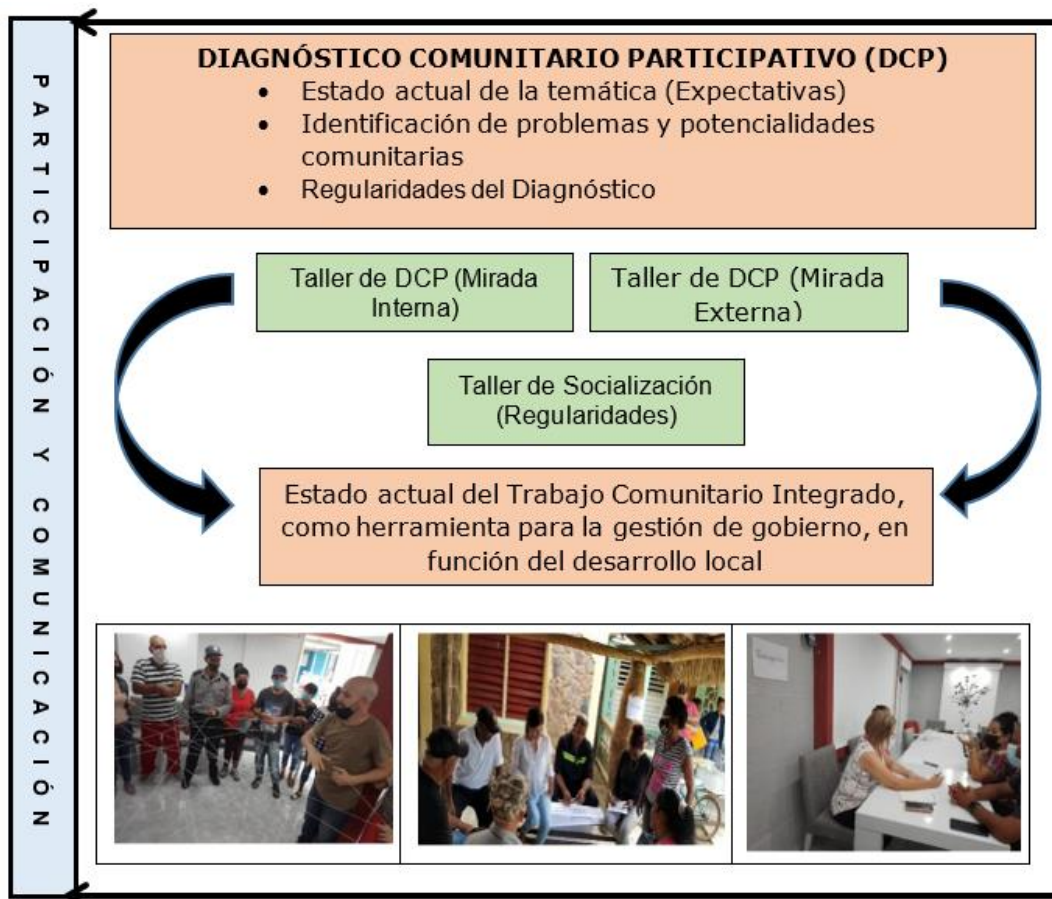 PARTICIPACIÓN Y COMUNICACIÓN
DIAGNÓSTICO COMUNITARIO PARTICIPATIVO (DCP)
• Estado actual de la temática (Expectativas)
• Identificación de problemas y potencialidades
comunitarias
• Regularidades del Diagnóstico
Taller de DCP (Mirada
Interna)
Taller de DCP (Mirada
Externa)
Taller de Socialización
(Regularidades)
Estado actual del Trabajo Comunitario Integrado,
como herramienta para la gestión de gobierno, en
función del desarrollo local